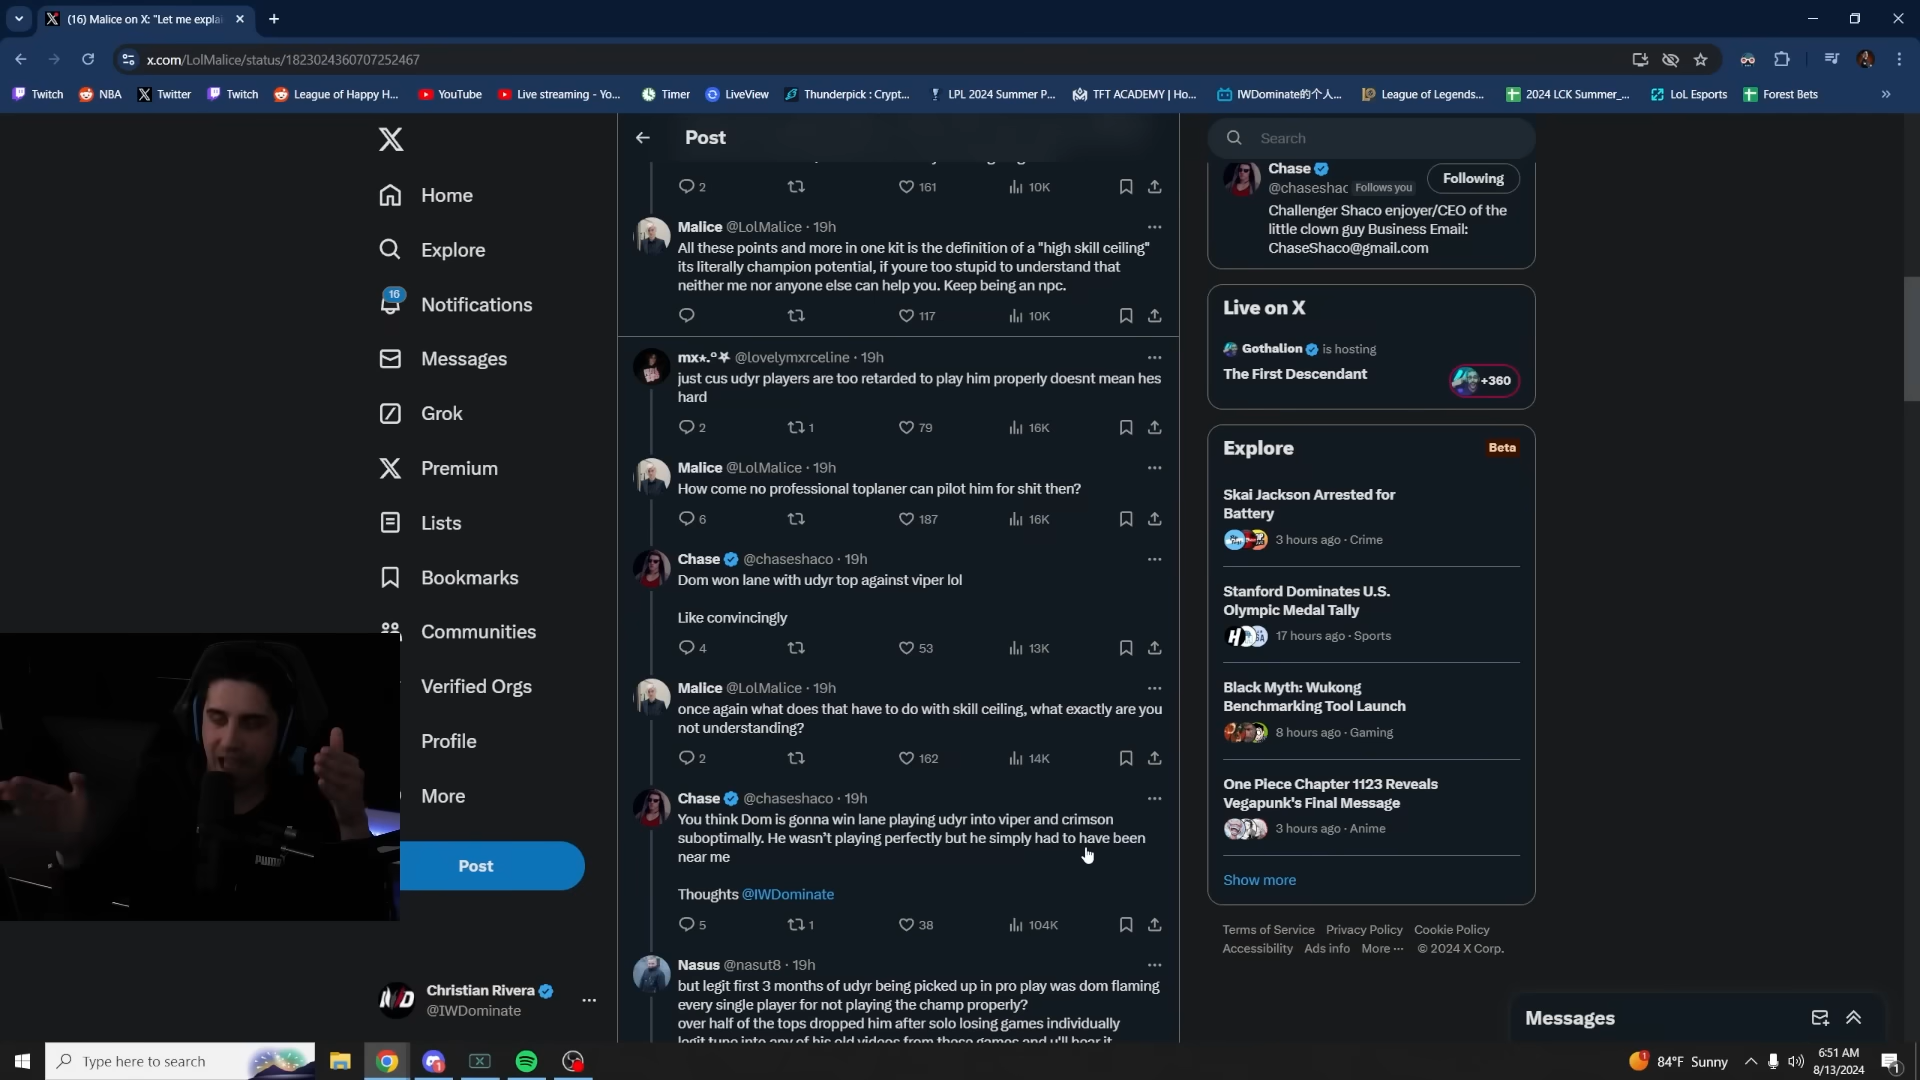 (16) Malice on X: "Let me expla
x.com/LolMalice/status/1823024360707252467
Twitch
NBA
Twitter
Twitch
League of Happy H...
YouTube
Live streaming - Yo...
Timer
LiveView
Thunderpick : Crypt...
LPL 2024 Summer P...
TFT ACADEMY | Ho...
IWDominate的个人...
League of Legends...
2024 LCK Summer_...
LoL Esports
Forest Bets
Home
Explore
16
Notifications
Messages
Grok
Premium
Lists
Bookmarks
Communities
Verified Orgs
Profile
More
Post
Christian Rivera
@IWDominate
Post
2 161 10K
Malice @LolMalice · 19h
All these points and more in one kit is the definition of a "high skill ceiling"
its literally champion potential, if youre too stupid to understand that
neither me nor anyone else can help you. Keep being an npc.
117 10K
mx⋆.° @lovelymxrceline · 19h
just cus udyr players are too retarded to play him properly doesnt mean hes
hard
2 1 79 16K
Malice @LolMalice · 19h
How come no professional toplaner can pilot him for shit then?
6 187 16K
Chase @chaseshaco · 19h
Dom won lane with udyr top against viper lol
Like convincingly
4 53 13K
Malice @LolMalice · 19h
once again what does that have to do with skill ceiling, what exactly are you
not understanding?
2 162 14K
Chase @chaseshaco · 19h
You think Dom is gonna win lane playing udyr into viper and crimson
suboptimally. He wasn't playing perfectly but he simply had to have been
near me
Thoughts @IWDominate
5 1 38 104K
Nasus @nasut8 · 19h
but legit first 3 months of udyr being picked up in pro play was dom flaming
every single player for not playing the champ properly?
over half of the tops dropped him after solo losing games individually
legit tune into any of his old videos from these games and u'll hear it
Search
Chase
@chaseshac Follows you
Following
Challenger Shaco enjoyer/CEO of the
little clown guy Business Email:
ChaseShaco@gmail.com
Live on X
Gothalion is hosting
The First Descendant
+360
Explore
Beta
Skai Jackson Arrested for
Battery
3 hours ago · Crime
Stanford Dominates U.S.
Olympic Medal Tally
17 hours ago · Sports
Black Myth: Wukong
Benchmarking Tool Launch
8 hours ago · Gaming
One Piece Chapter 1123 Reveals
Vegapunk's Final Message
3 hours ago · Anime
Show more
Terms of Service Privacy Policy Cookie Policy
Accessibility Ads info More ··· © 2024 X Corp.
Messages
PUMA
Type here to search
84°F Sunny
6:51 AM
8/13/2024